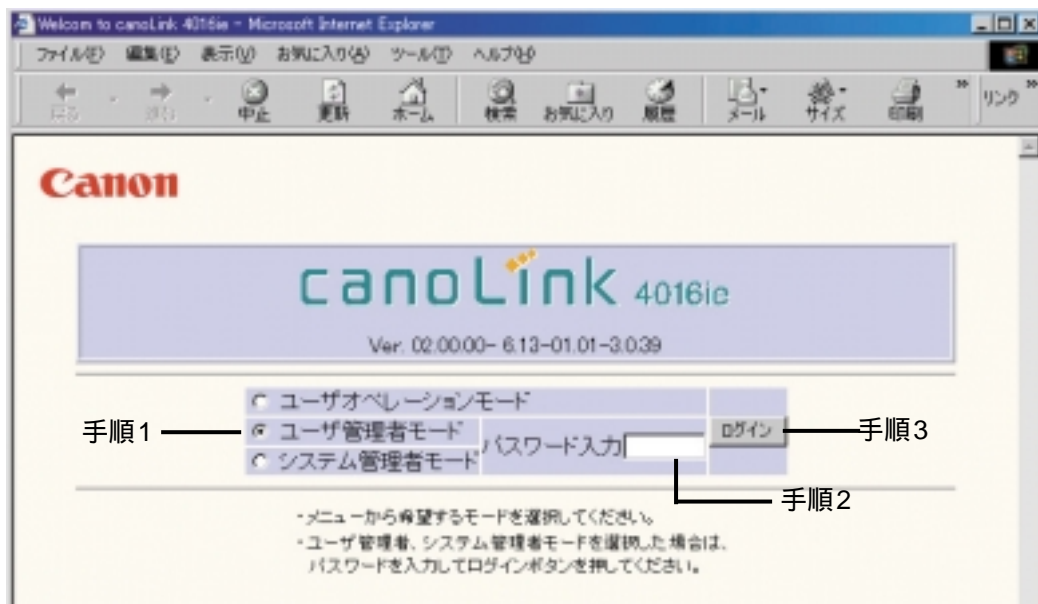 Welcom to canoLink 4016ie - Microsoft Internet Explorer
ファイル(F) 編集(E) 表示(V) お気に入り(A) ツール(T) ヘルプ(H)
戻る 進む 中止 更新 ホーム 検索 お気に入り 履歴 メール サイズ 印刷 » リンク »
Canon
canoLink 4016ie
Ver. 02.00.00- 6.13-01.01-3.0.39
ユーザオペレーションモード
手順1 ユーザ管理者モード パスワード入力 ログイン 手順3
システム管理者モード
手順2
・メニューから希望するモードを選択してください。
・ユーザ管理者、システム管理者モードを選択した場合は、
パスワードを入力してログインボタンを押してください。